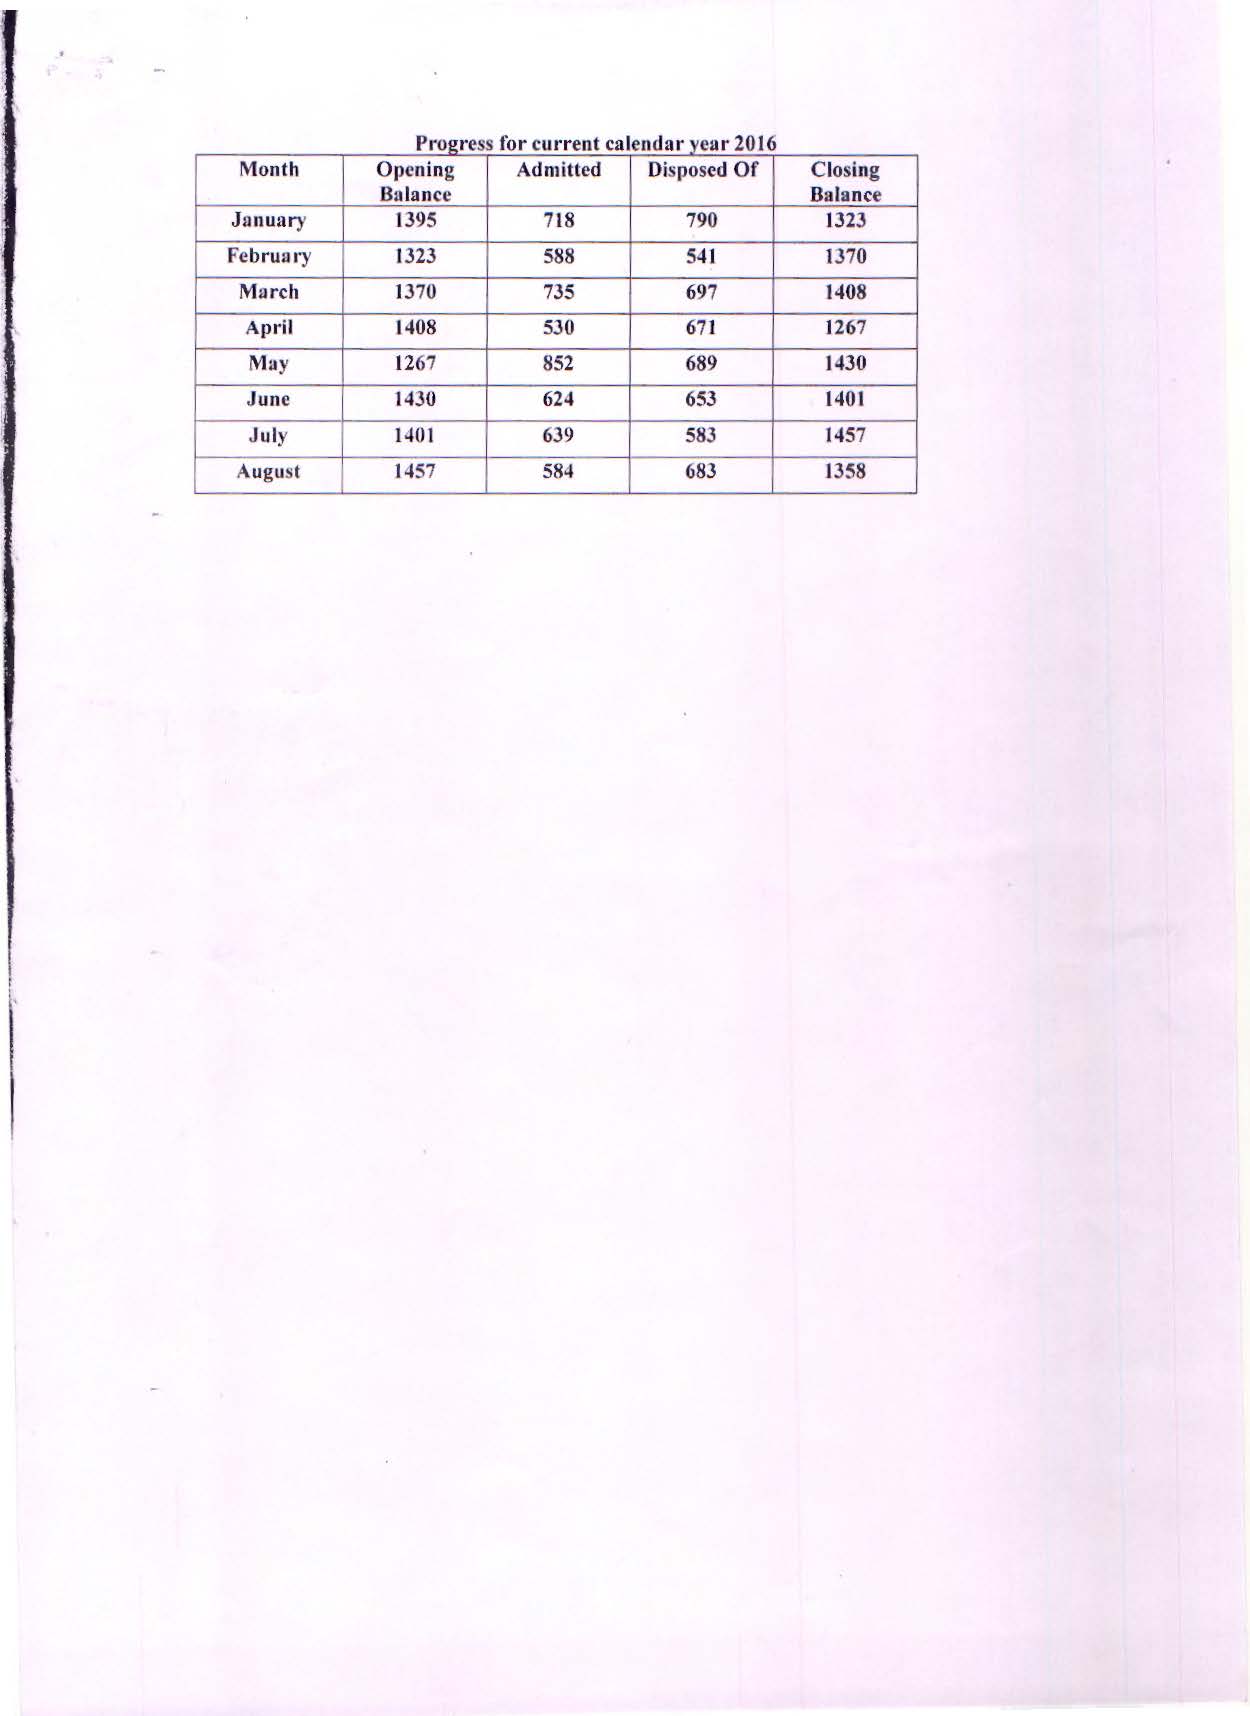 Progress for current calendar year 2016
Month Opening Balance Admitted Disposed Of Closing Balance
January 1395 718 790 1323
February 1323 588 541 1370
March 1370 735 697 1408
April 1408 530 671 1267
May 1267 852 689 1430
June 1430 624 653 1401
July 1401 639 583 1457
August 1457 584 683 1358